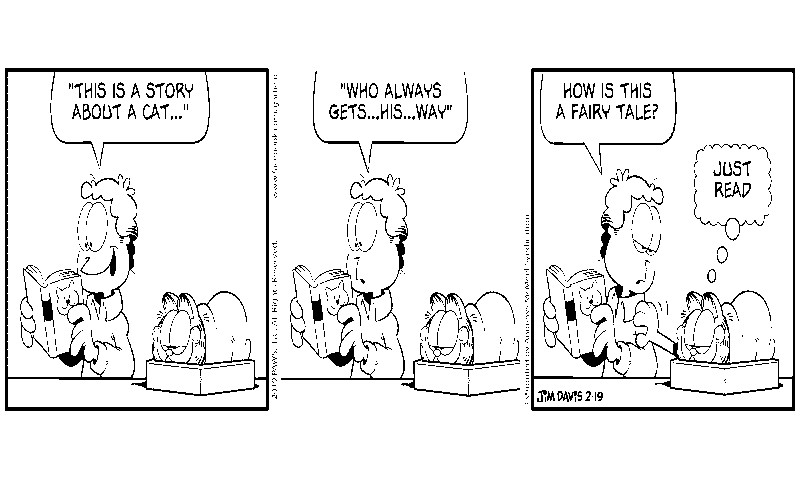 "THIS IS A STORY
ABOUT A CAT..."
"WHO ALWAYS
GETS...HIS...WAY"
HOW IS THIS
A FAIRY TALE?
JUST
READ
JIM DAVIS 2-19